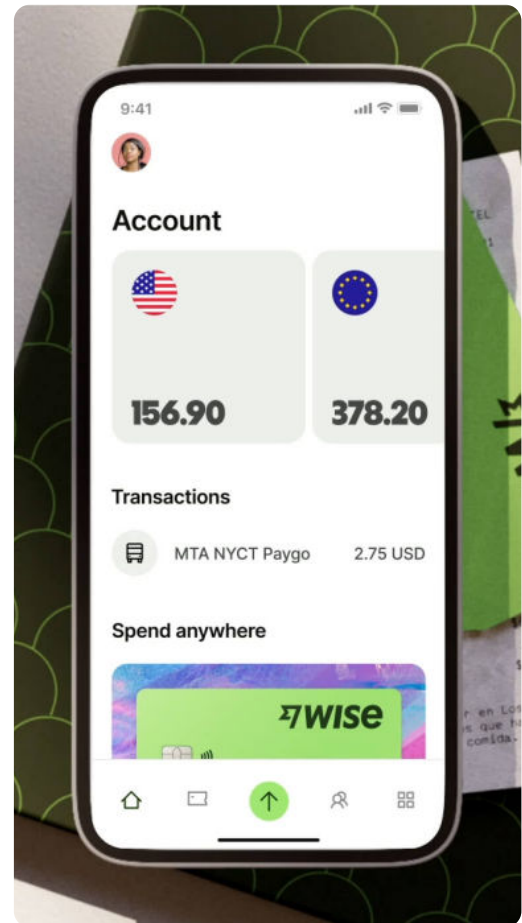 9:41
Account
156.90
378.20
Transactions
MTA NYCT Paygo 2.75 USD
Spend anywhere
WISE
r en Los
s que h
comida.